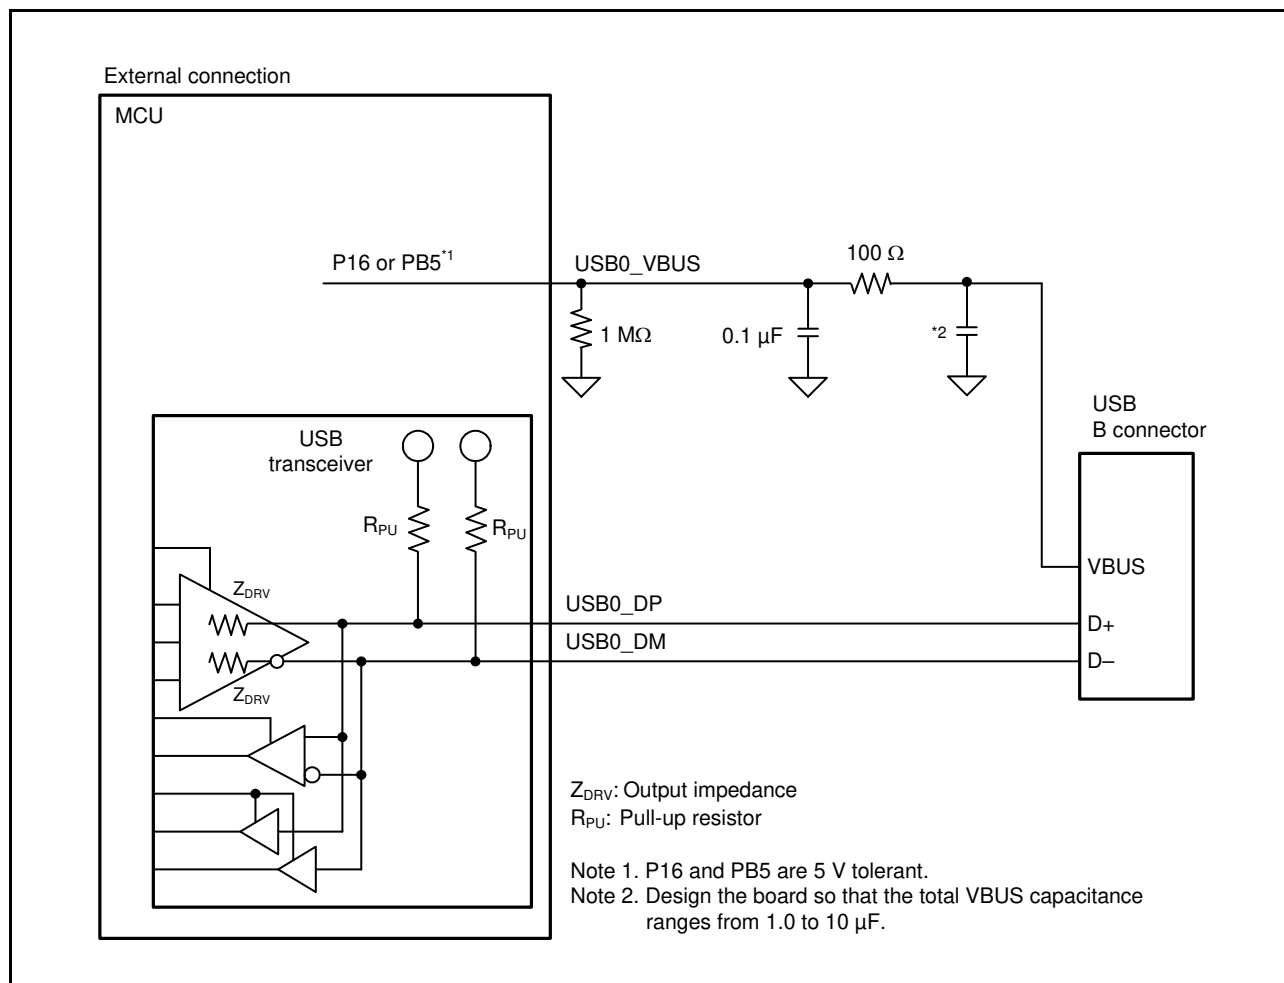 External connection
MCU
P16 or PB5*1
USB0_VBUS
100 Ω
1 MΩ
0.1 µF
*2
USB
B connector
USB
transceiver
RPU
RPU
VBUS
ZDRV
USB0_DP
D+
USB0_DM
D–
ZDRV
ZDRV: Output impedance
RPU: Pull-up resistor
Note 1. P16 and PB5 are 5 V tolerant.
Note 2. Design the board so that the total VBUS capacitance
ranges from 1.0 to 10 µF.